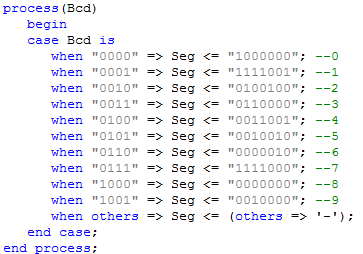 process(Bcd)
begin
case Bcd is
when "0000" => Seg <= "1000000"; --0
when "0001" => Seg <= "1111001"; --1
when "0010" => Seg <= "0100100"; --2
when "0011" => Seg <= "0110000"; --3
when "0100" => Seg <= "0011001"; --4
when "0101" => Seg <= "0010010"; --5
when "0110" => Seg <= "0000010"; --6
when "0111" => Seg <= "1111000"; --7
when "1000" => Seg <= "0000000"; --8
when "1001" => Seg <= "0010000"; --9
when others => Seg <= (others => '-');
end case;
end process;